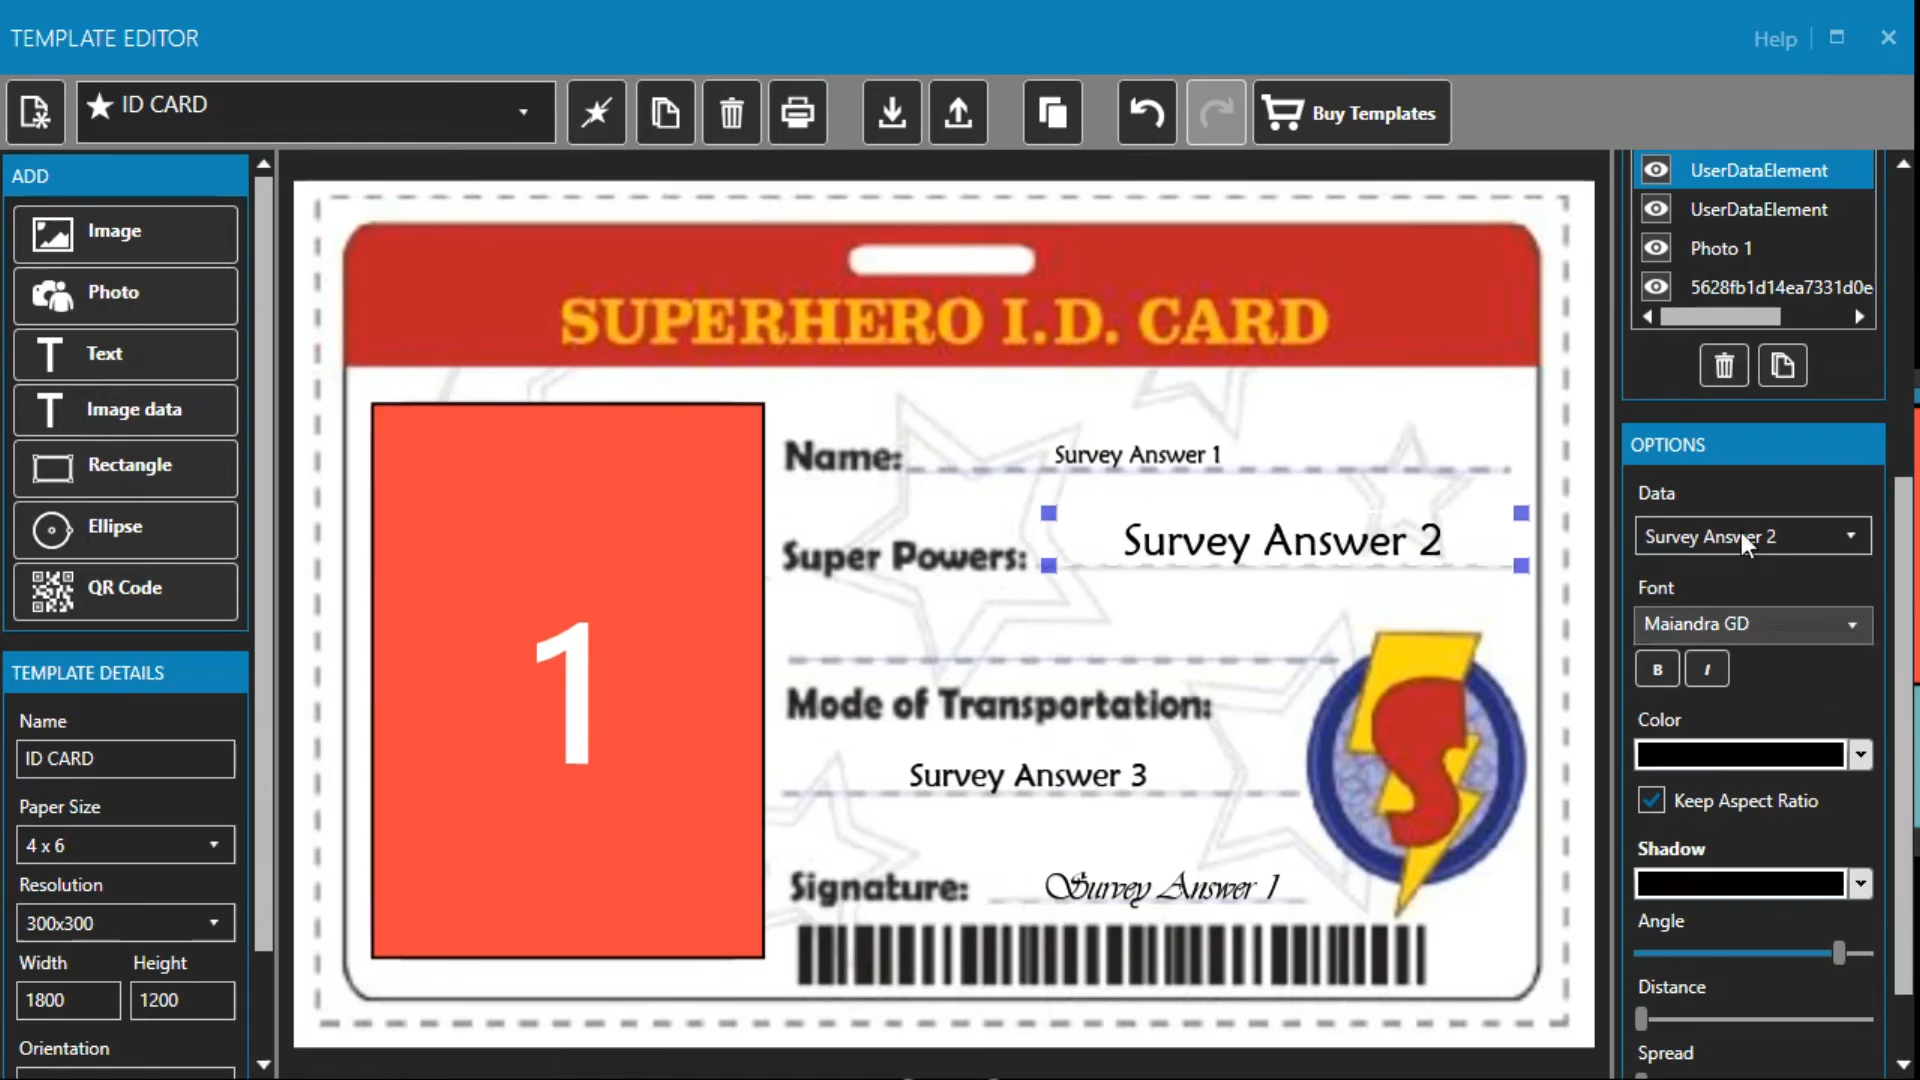 TEMPLATE EDITOR
Help
ID CARD
Buy Templates
ADD
Image
Photo
Text
Image data
Rectangle
Ellipse
QR Code
TEMPLATE DETAILS
Name
ID CARD
Paper Size
4 x 6
Resolution
300x300
Width Height
1800 1200
Orientation
SUPERHERO I.D. CARD
1
Name: Survey Answer 1
Super Powers: Survey Answer 2
Mode of Transportation:
Survey Answer 3
Signature: Survey Answer 1
S
UserDataElement
UserDataElement
Photo 1
5628fb1d14ea7331d0e
OPTIONS
Data
Survey Answer 2
Font
Maiandra GD
B I
Color
Keep Aspect Ratio
Shadow
Angle
Distance
Spread